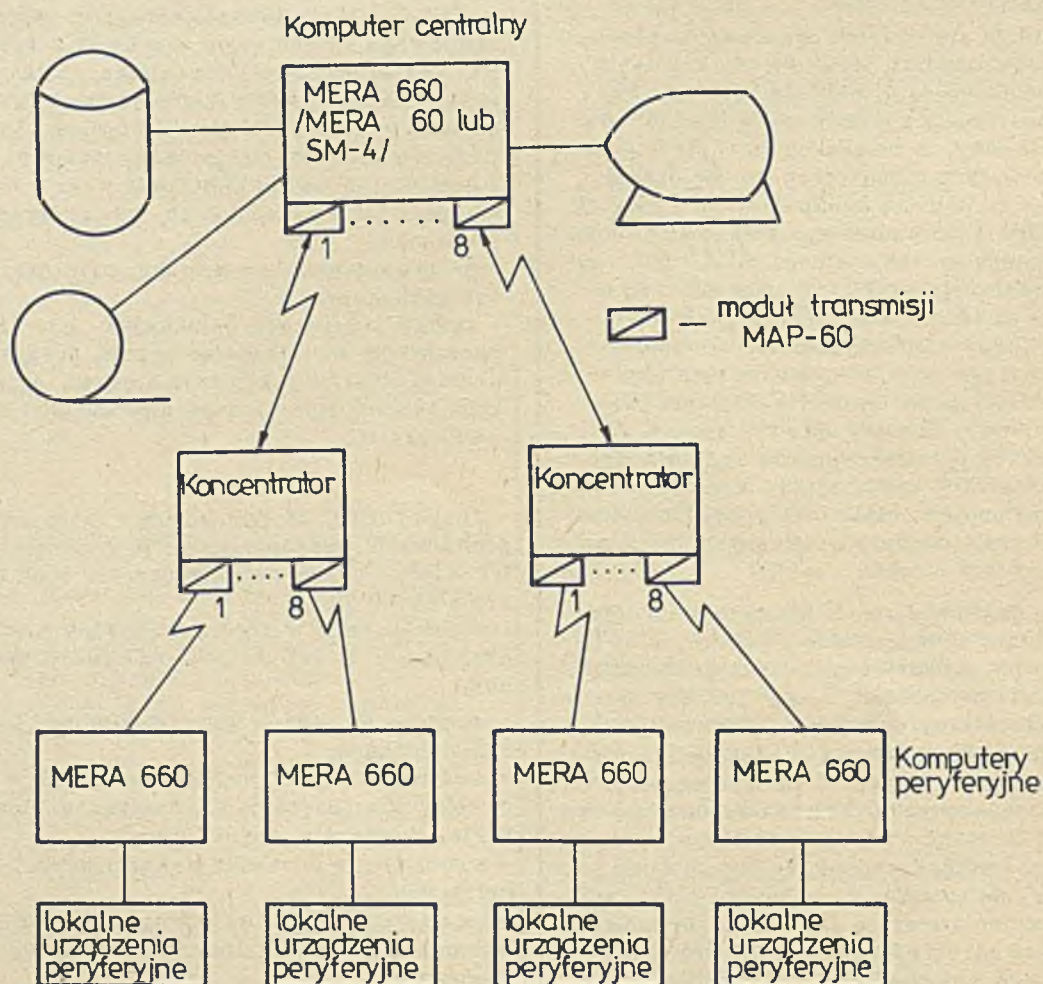 Komputer centralny
MERA 660
/MERA 60 lub
SM-4/
1 ....... 8
moduł transmisji
MAP-60
Koncentrator
Koncentrator
1 .... 8
1 .... 8
MERA 660
MERA 660
MERA 660
MERA 660
Komputery
peryferyjne
lokalne
urządzenia
peryferyjne
lokalne
urządzenia
peryferyjne
lokalne
urządzenia
peryferyjne
lokalne
urządzenia
peryferyjne